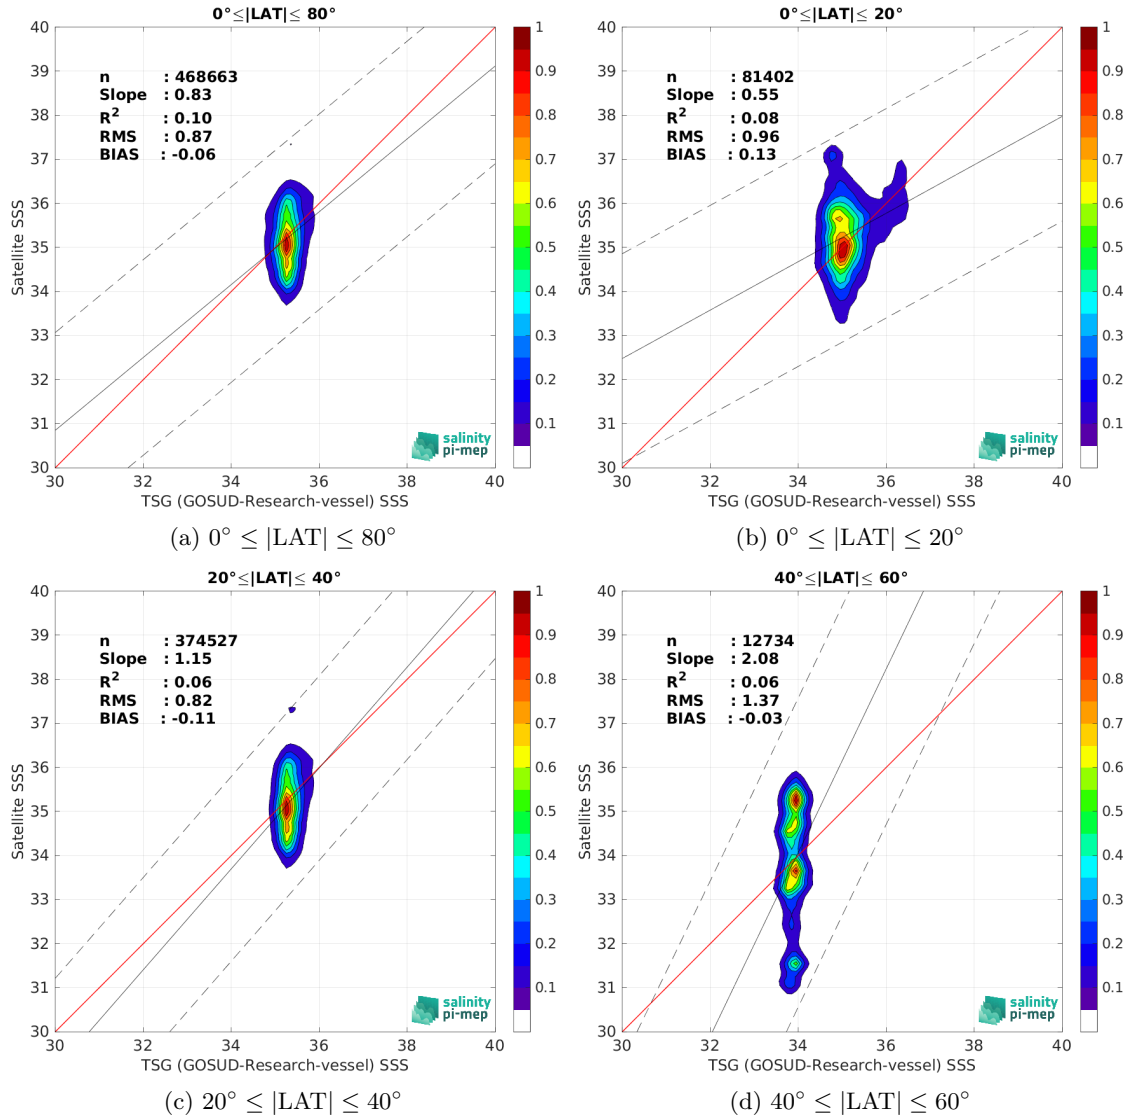 0°≤|LAT|≤ 80°
40
39
38
37
36
35
34
33
32
31
30
Satellite SSS
n : 468663
Slope : 0.83
R² : 0.10
RMS : 0.87
BIAS : -0.06
salinity
pi-mep
30 32 34 36 38 40
TSG (GOSUD-Research-vessel) SSS
1
0.9
0.8
0.7
0.6
0.5
0.4
0.3
0.2
0.1
(a) 0° ≤ |LAT| ≤ 80°
0°≤|LAT|≤ 20°
40
39
38
37
36
35
34
33
32
31
30
Satellite SSS
n : 81402
Slope : 0.55
R² : 0.08
RMS : 0.96
BIAS : 0.13
salinity
pi-mep
30 32 34 36 38 40
TSG (GOSUD-Research-vessel) SSS
1
0.9
0.8
0.7
0.6
0.5
0.4
0.3
0.2
0.1
(b) 0° ≤ |LAT| ≤ 20°
20°≤|LAT|≤ 40°
40
39
38
37
36
35
34
33
32
31
30
Satellite SSS
n : 374527
Slope : 1.15
R² : 0.06
RMS : 0.82
BIAS : -0.11
salinity
pi-mep
30 32 34 36 38 40
TSG (GOSUD-Research-vessel) SSS
1
0.9
0.8
0.7
0.6
0.5
0.4
0.3
0.2
0.1
(c) 20° ≤ |LAT| ≤ 40°
40°≤|LAT|≤ 60°
40
39
38
37
36
35
34
33
32
31
30
Satellite SSS
n : 12734
Slope : 2.08
R² : 0.06
RMS : 1.37
BIAS : -0.03
salinity
pi-mep
30 32 34 36 38 40
TSG (GOSUD-Research-vessel) SSS
1
0.9
0.8
0.7
0.6
0.5
0.4
0.3
0.2
0.1
(d) 40° ≤ |LAT| ≤ 60°